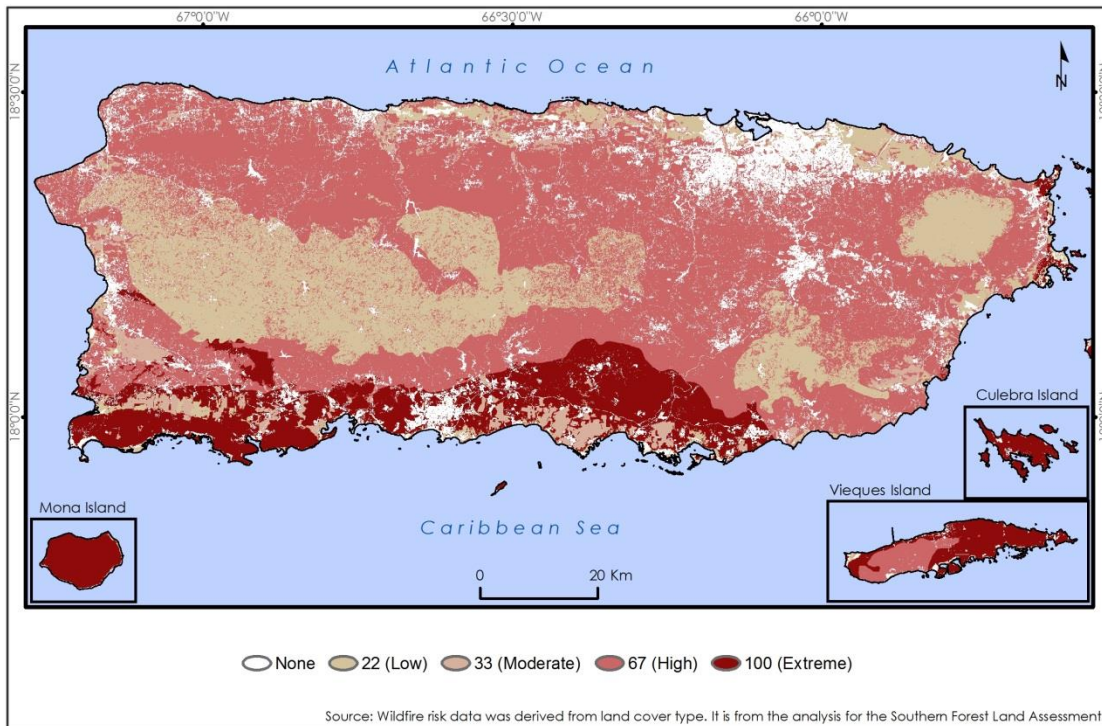 67°0'0"W
66°30'0"W
66°0'0"W
Atlantic Ocean
N
18°30'0"N
18°0'0"N
Culebra Island
Vieques Island
Mona Island
Caribbean Sea
0
20 Km
None
22 (Low)
33 (Moderate)
67 (High)
100 (Extreme)
Source: Wildfire risk data was derived from land cover type. It is from the analysis for the Southern Forest Land Assessment